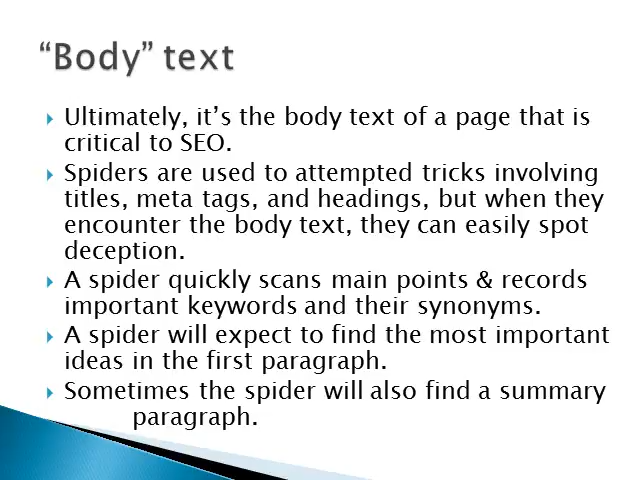 “Body” text
Ultimately, it’s the body text of a page that is
critical to SEO.
Spiders are used to attempted tricks involving
titles, meta tags, and headings, but when they
encounter the body text, they can easily spot
deception.
A spider quickly scans main points & records
important keywords and their synonyms.
A spider will expect to find the most important
ideas in the first paragraph.
Sometimes the spider will also find a summary
paragraph.